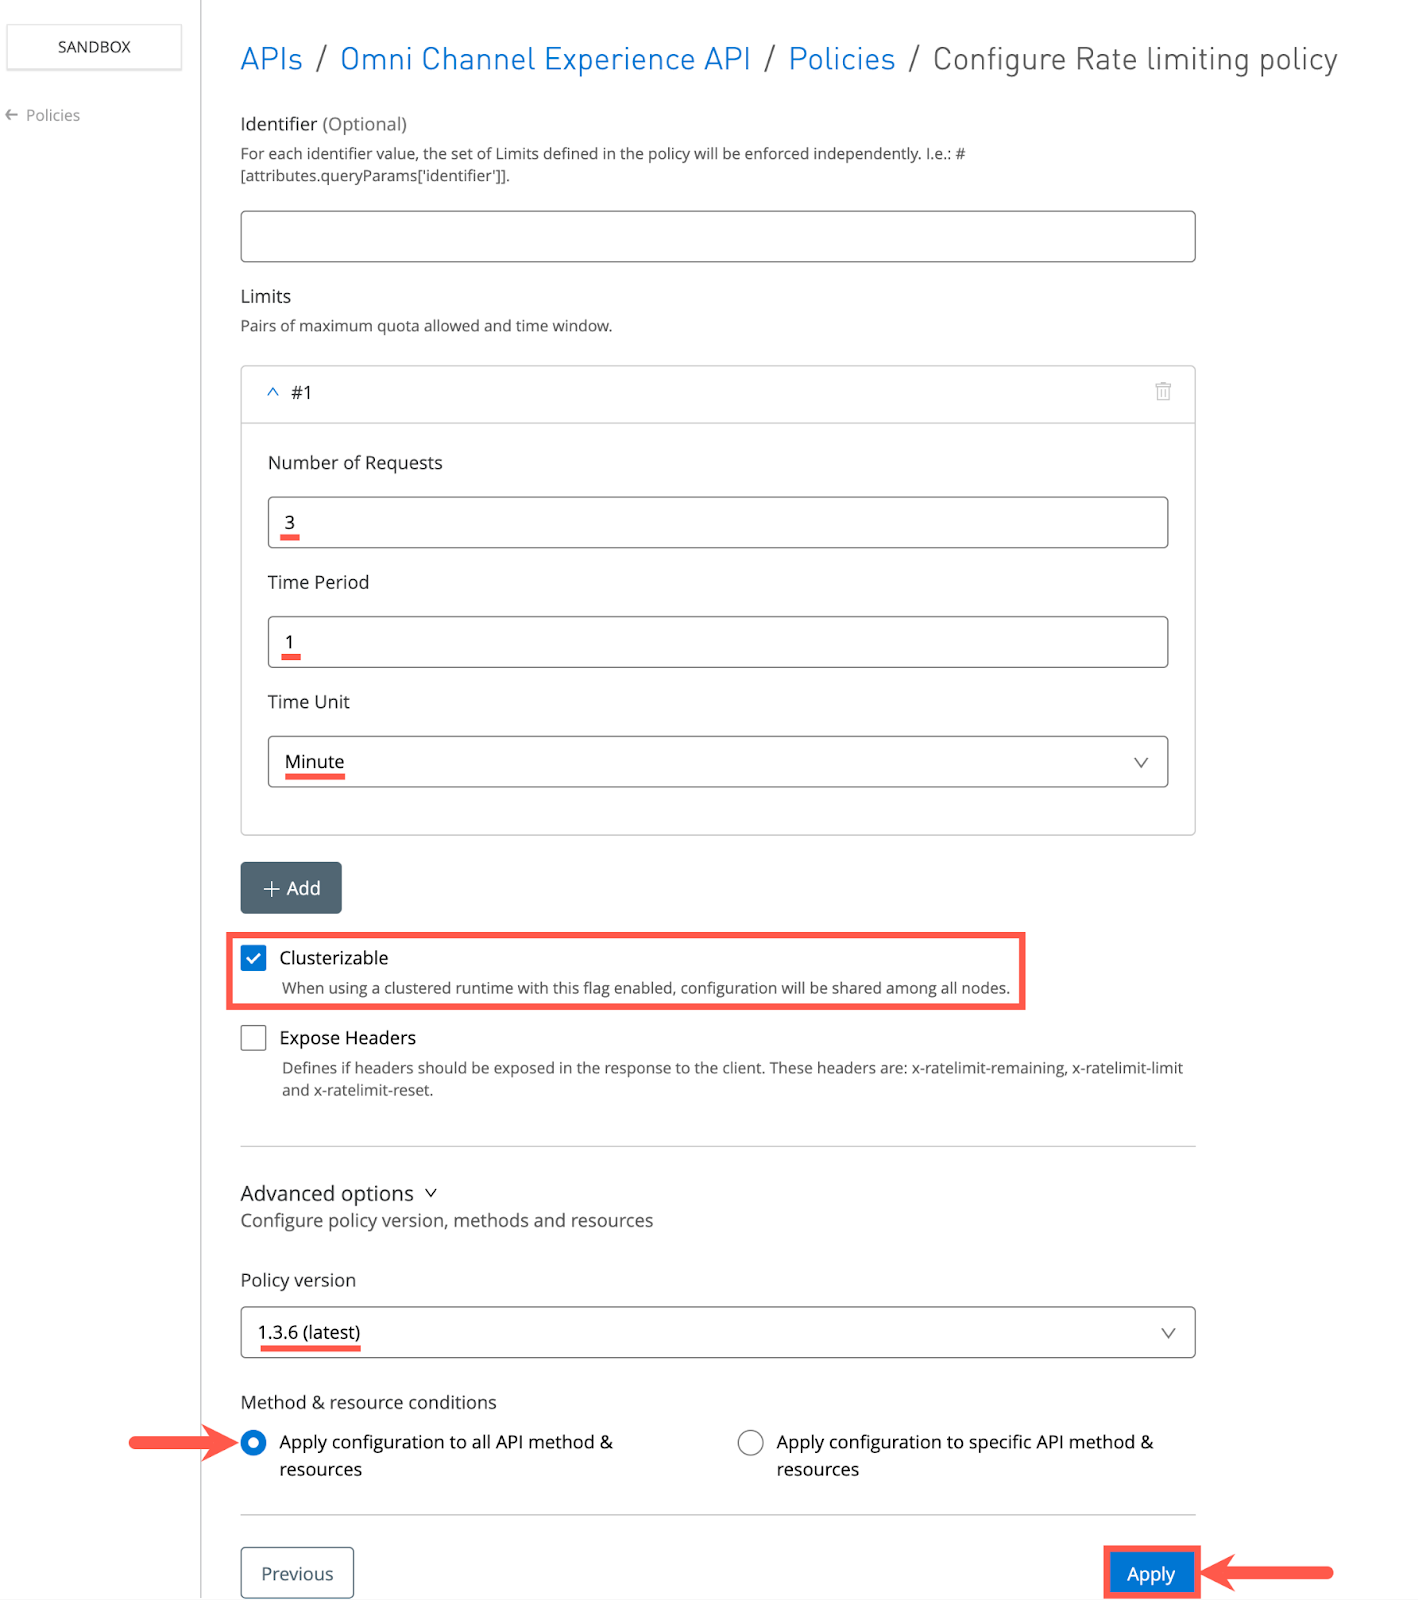 SANDBOX
← Policies
APIs / Omni Channel Experience API / Policies / Configure Rate limiting policy
Identifier (Optional)
For each identifier value, the set of Limits defined in the policy will be enforced independently. I.e.: #
[attributes.queryParams['identifier']].
Limits
Pairs of maximum quota allowed and time window.
#1
Number of Requests
3
Time Period
1
Time Unit
Minute
+ Add
Clusterizable
When using a clustered runtime with this flag enabled, configuration will be shared among all nodes.
Expose Headers
Defines if headers should be exposed in the response to the client. These headers are: x-ratelimit-remaining, x-ratelimit-limit
and x-ratelimit-reset.
Advanced options
Configure policy version, methods and resources
Policy version
1.3.6 (latest)
Method & resource conditions
Apply configuration to all API method &
resources
Apply configuration to specific API method &
resources
Previous
Apply